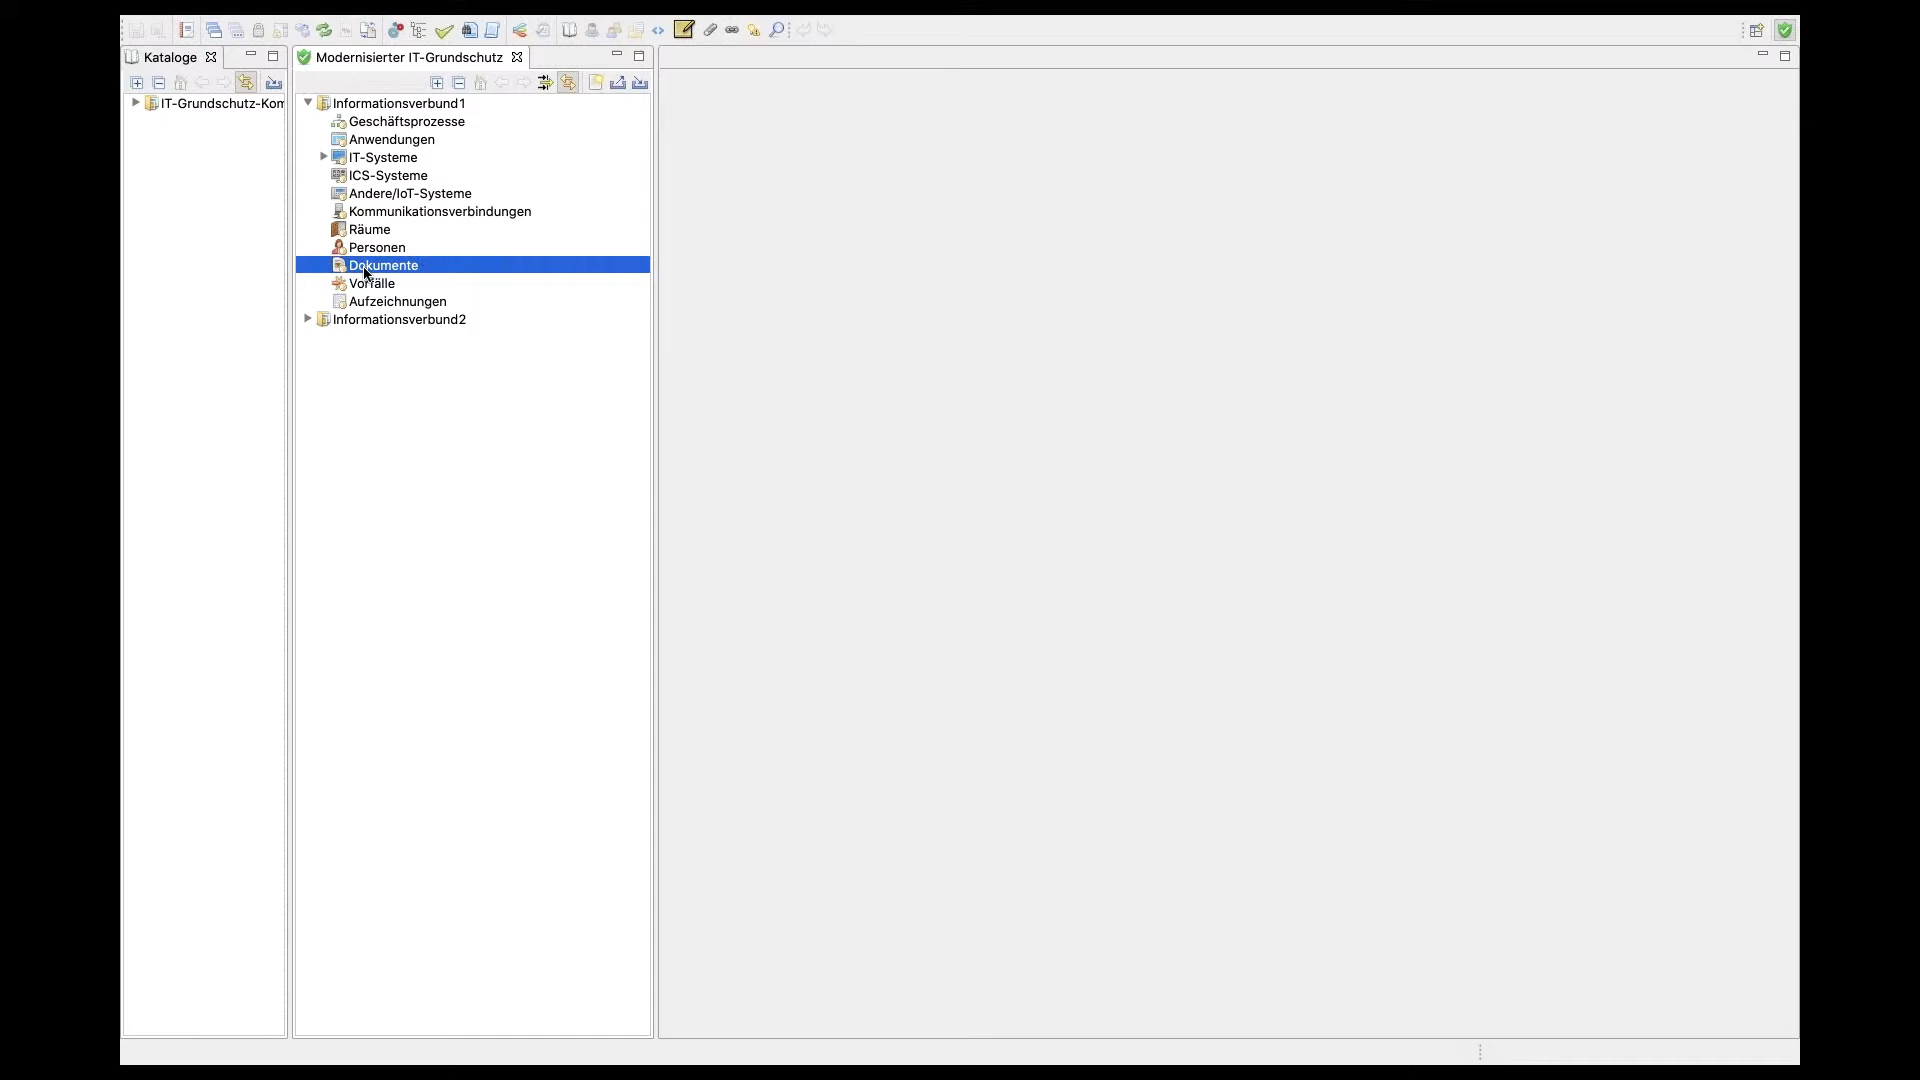 Kataloge
Modernisierter IT-Grundschutz
IT-Grundschutz-Kom
Informationsverbund1
Geschäftsprozesse
Anwendungen
IT-Systeme
ICS-Systeme
Andere/IoT-Systeme
Kommunikationsverbindungen
Räume
Personen
Dokumente
Vorfälle
Aufzeichnungen
Informationsverbund2